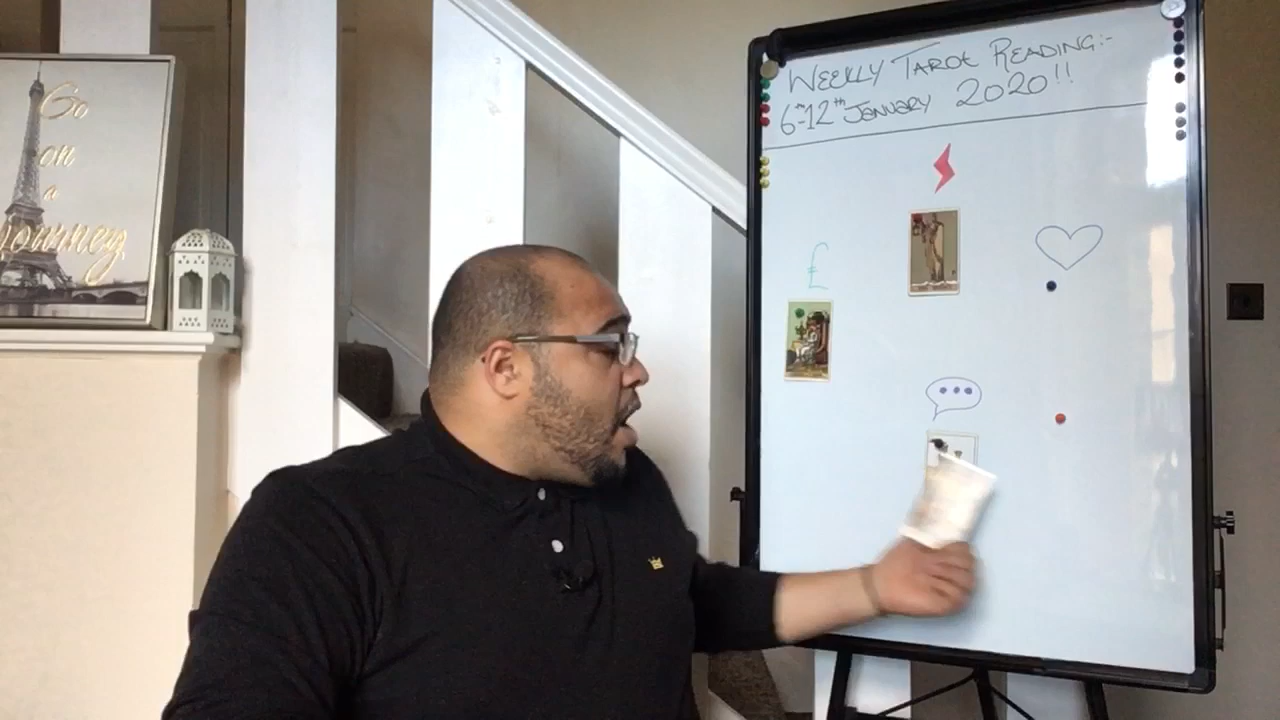 Go
on
a
Journey
WEEKLY TAROT READING:-
6th-12th JANUARY 2020!!
£